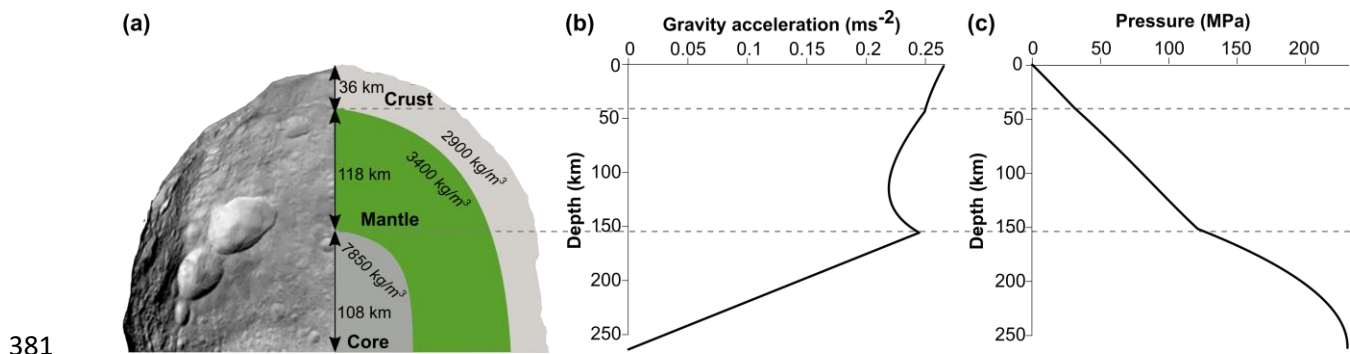 (a)
36 km
Crust
2900 kg/m³
3400 kg/m³
118 km
Mantle
7850 kg/m³
108 km
Core
(b)
Gravity acceleration (ms⁻²)
0 0.05 0.1 0.15 0.2 0.25
Depth (km)
0
50
100
150
200
250
(c)
Pressure (MPa)
0 50 100 150 200
Depth (km)
0
50
100
150
200
250
381